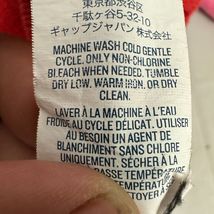 東京都渋谷区
千駄ヶ谷5-32-10
ギャップジャパン株式会社
MACHINE WASH COLD GENTLE
CYCLE. ONLY NON-CHLORINE
BLEACH WHEN NEEDED. TUMBLE
DRY LOW. WARM IRON, OR DRY
CLEAN.
LAVER À LA MACHINE À L'EAU
FROIDE AU CYCLE DÉLICAT. UTILISER
AU BESOIN UN AGENT DE
BLANCHIMENT SANS CHLORE
UNIQUEMENT. SÉCHER À LA
BASSE TEMPÉRATURE
TEMPÉRATURE